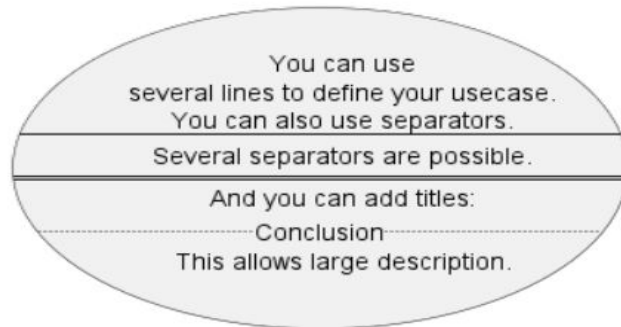 You can use
several lines to define your usecase.
You can also use separators.
Several separators are possible.
And you can add titles:
Conclusion
This allows large description.